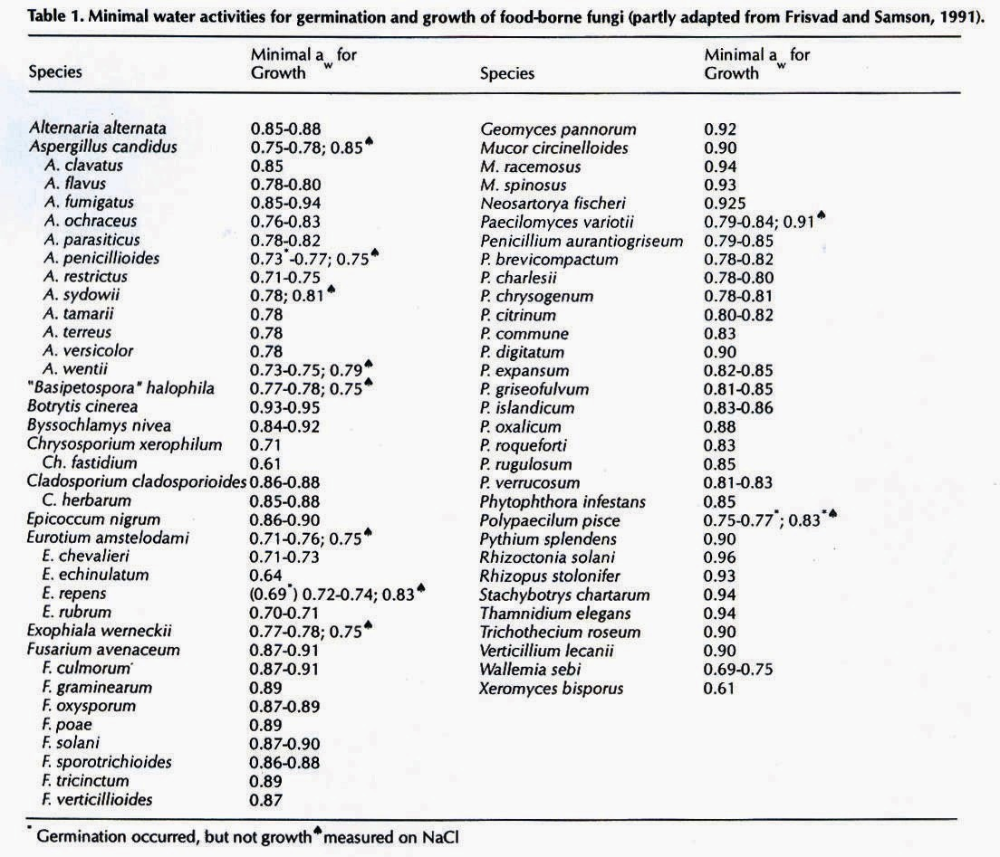 Table 1. Minimal water activities for germination and growth of food-borne fungi (partly adapted from Frisvad and Samson, 1991).
Species Minimal a w for Growth Species Minimal a w for Growth
Alternaria alternata 0.85-0.88 Geomyces pannorum 0.92
Aspergillus candidus 0.75-0.78; 0.85♠ Mucor circinelloides 0.90
A. clavatus 0.85 M. racemosus 0.94
A. flavus 0.78-0.80 M. spinosus 0.93
A. fumigatus 0.85-0.94 Neosartorya fischeri 0.925
A. ochraceus 0.76-0.83 Paecilomyces variotii 0.79-0.84; 0.91♠
A. parasiticus 0.78-0.82 Penicillium aurantiogriseum 0.79-0.85
A. penicillioides 0.73*-0.77; 0.75♠ P. brevicompactum 0.78-0.82
A. restrictus 0.71-0.75 P. charlesii 0.78-0.80
A. sydowii 0.78; 0.81♠ P. chrysogenum 0.78-0.81
A. tamarii 0.78 P. citrinum 0.80-0.82
A. terreus 0.78 P. commune 0.83
A. versicolor 0.78 P. digitatum 0.90
A. wentii 0.73-0.75; 0.79♠ P. expansum 0.82-0.85
"Basipetospora" halophila 0.77-0.78; 0.75♠ P. griseofulvum 0.81-0.85
Botrytis cinerea 0.93-0.95 P. islandicum 0.83-0.86
Byssochlamys nivea 0.84-0.92 P. oxalicum 0.88
Chrysosporium xerophilum 0.71 P. roqueforti 0.83
Ch. fastidium 0.61 P. rugulosum 0.85
Cladosporium cladosporioides 0.86-0.88 P. verrucosum 0.81-0.83
C. herbarum 0.85-0.88 Phytophthora infestans 0.85
Epicoccum nigrum 0.86-0.90 Polypaecilum pisce 0.75-0.77*; 0.83*♠
Eurotium amstelodami 0.71-0.76; 0.75♠ Pythium splendens 0.90
E. chevalieri 0.71-0.73 Rhizoctonia solani 0.96
E. echinulatum 0.64 Rhizopus stolonifer 0.93
E. repens (0.69*) 0.72-0.74; 0.83♠ Stachybotrys chartarum 0.94
E. rubrum 0.70-0.71 Thamnidium elegans 0.94
Exophiala werneckii 0.77-0.78; 0.75♠ Trichothecium roseum 0.90
Fusarium avenaceum 0.87-0.91 Verticillium lecanii 0.90
F. culmorum 0.87-0.91 Wallemia sebi 0.69-0.75
F. graminearum 0.89 Xeromyces bisporus 0.61
F. oxysporum 0.87-0.89
F. poae 0.89
F. solani 0.87-0.90
F. sporotrichioides 0.86-0.88
F. tricinctum 0.89
F. verticillioides 0.87
* Germination occurred, but not growth ♠measured on NaCl